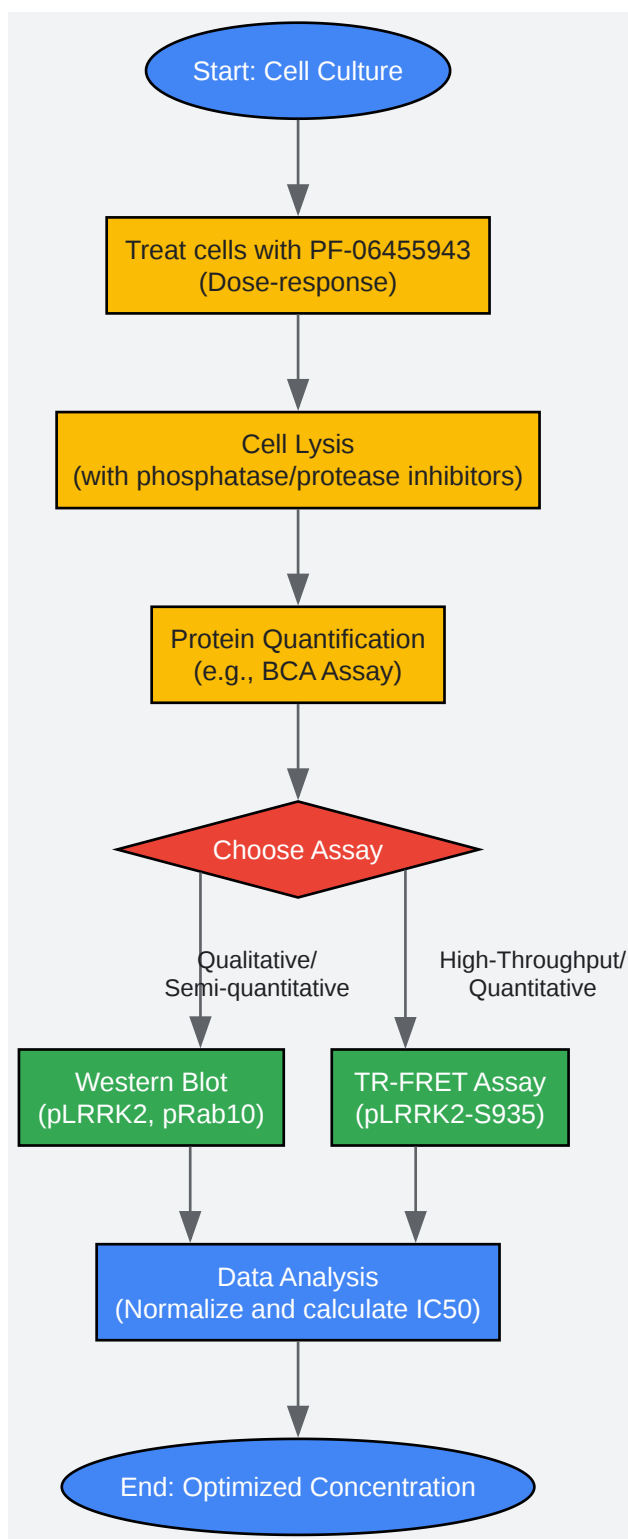 Start: Cell Culture
Treat cells with PF-06455943
(Dose-response)
Cell Lysis
(with phosphatase/protease inhibitors)
Protein Quantification
(e.g., BCA Assay)
Choose Assay
Qualitative/
Semi-quantitative
High-Throughput/
Quantitative
Western Blot
(pLRRK2, pRab10)
TR-FRET Assay
(pLRRK2-S935)
Data Analysis
(Normalize and calculate IC50)
End: Optimized Concentration